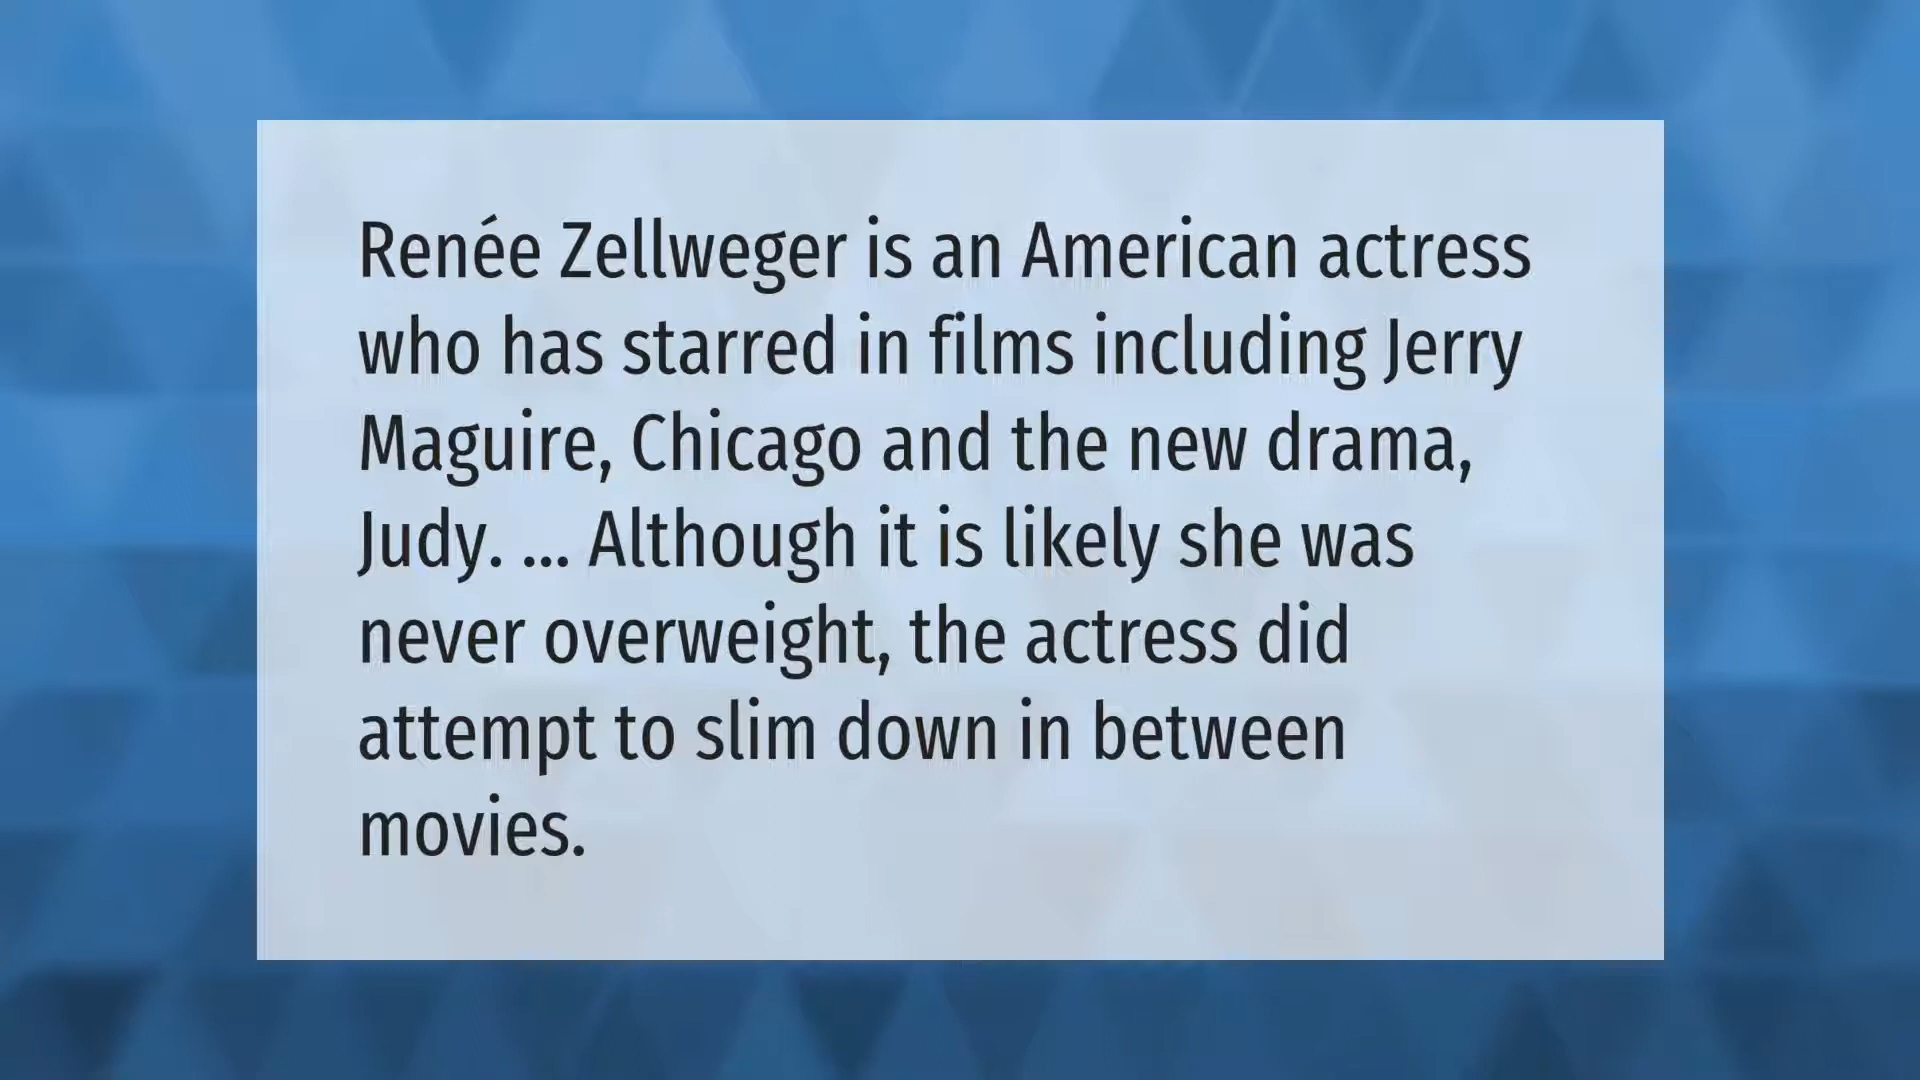 Renée Zellweger is an American actress
who has starred in films including Jerry
Maguire, Chicago and the new drama,
Judy. ... Although it is likely she was
never overweight, the actress did
attempt to slim down in between
movies.